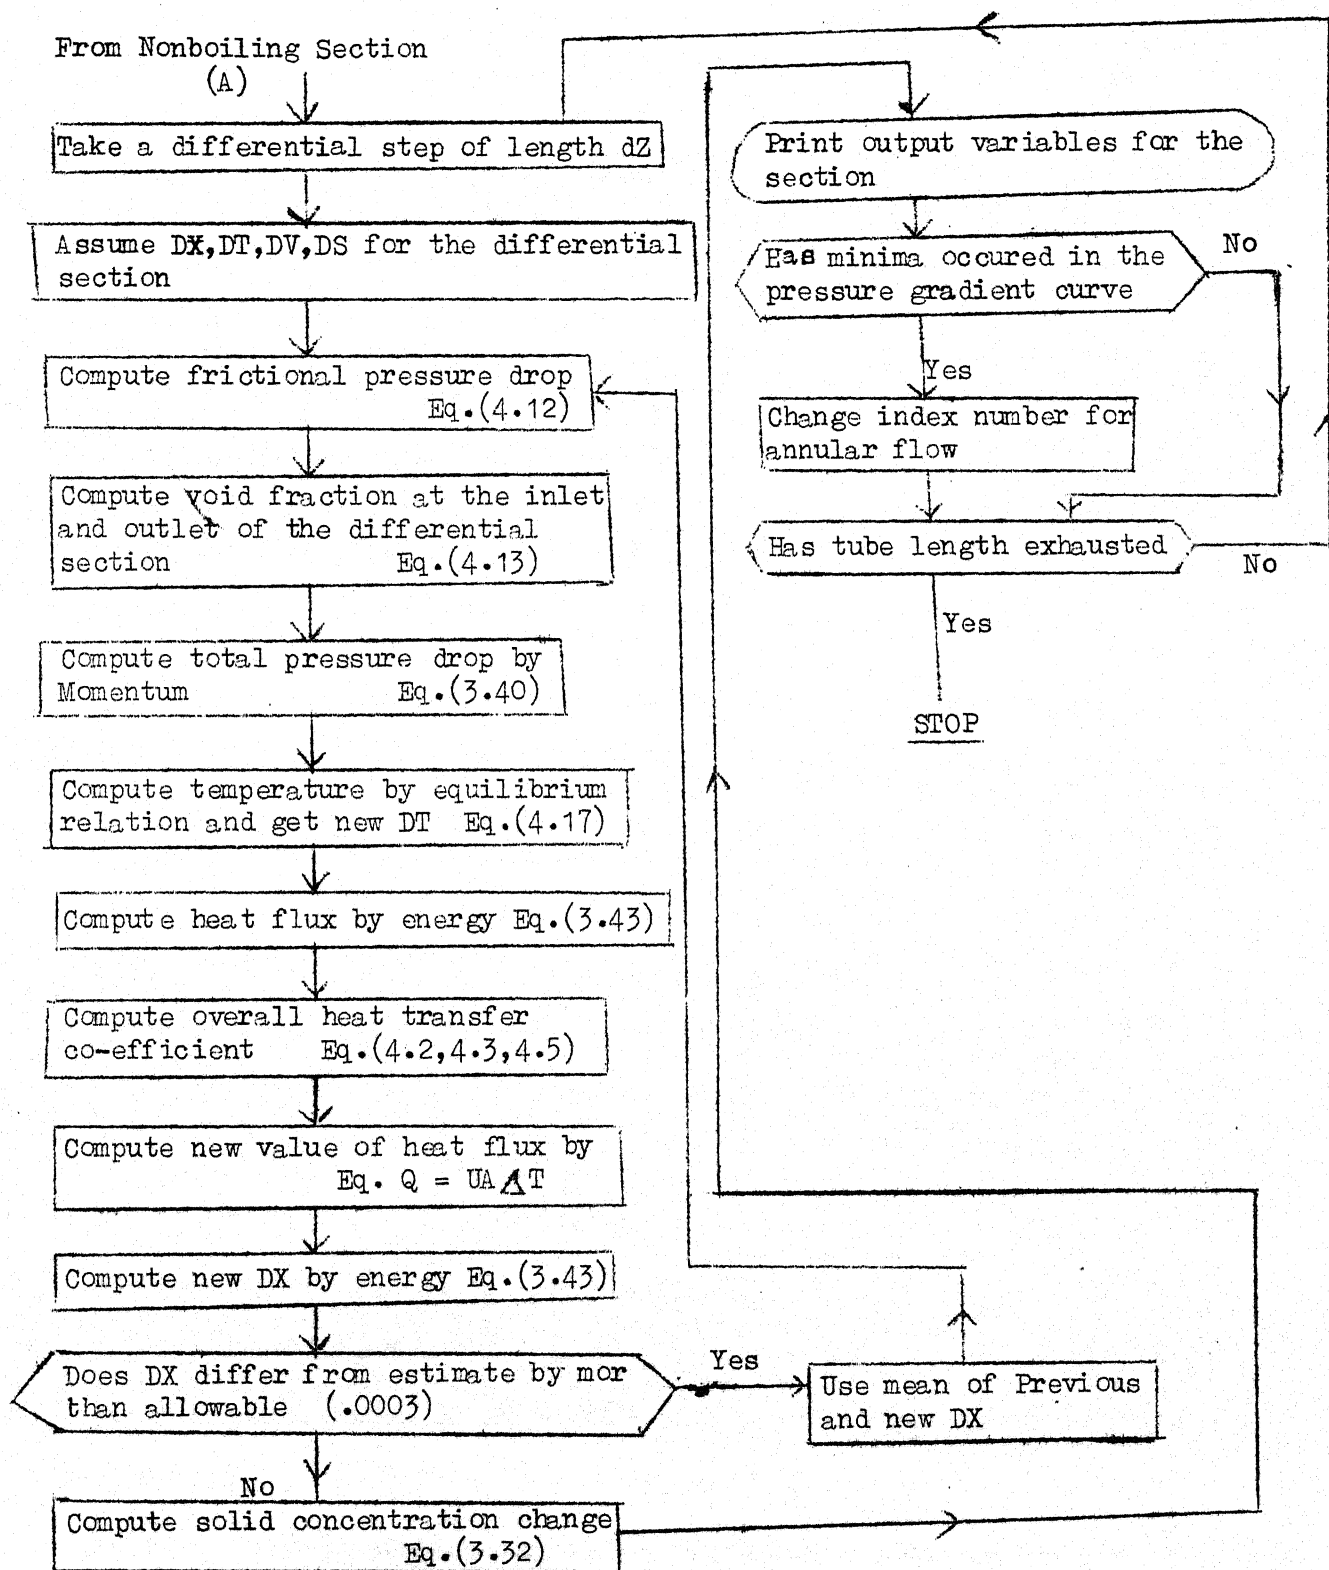 From Nonboiling Section
(A)
Take a differential step of length dZ
Assume DX,DT,DV,DS for the differential
section
Compute frictional pressure drop
Eq.(4.12)
Compute void fraction at the inlet
and outlet of the differential
section Eq.(4.13)
Compute total pressure drop by
Momentum Eq.(3.40)
Compute temperature by equilibrium
relation and get new DT Eq.(4.17)
Compute heat flux by energy Eq.(3.43)
Compute overall heat transfer
co-efficient Eq.(4.2,4.3,4.5)
Compute new value of heat flux by
Eq. Q = UAΔT
Compute new DX by energy Eq.(3.43)
Does DX differ from estimate by mor
than allowable (.0003)
Yes
Use mean of Previous
and new DX
No
Compute solid concentration change
Eq.(3.32)
Print output variables for the
section
Has minima occured in the
pressure gradient curve
No
Yes
Change index number for
annular flow
Has tube length exhausted
No
Yes
STOP